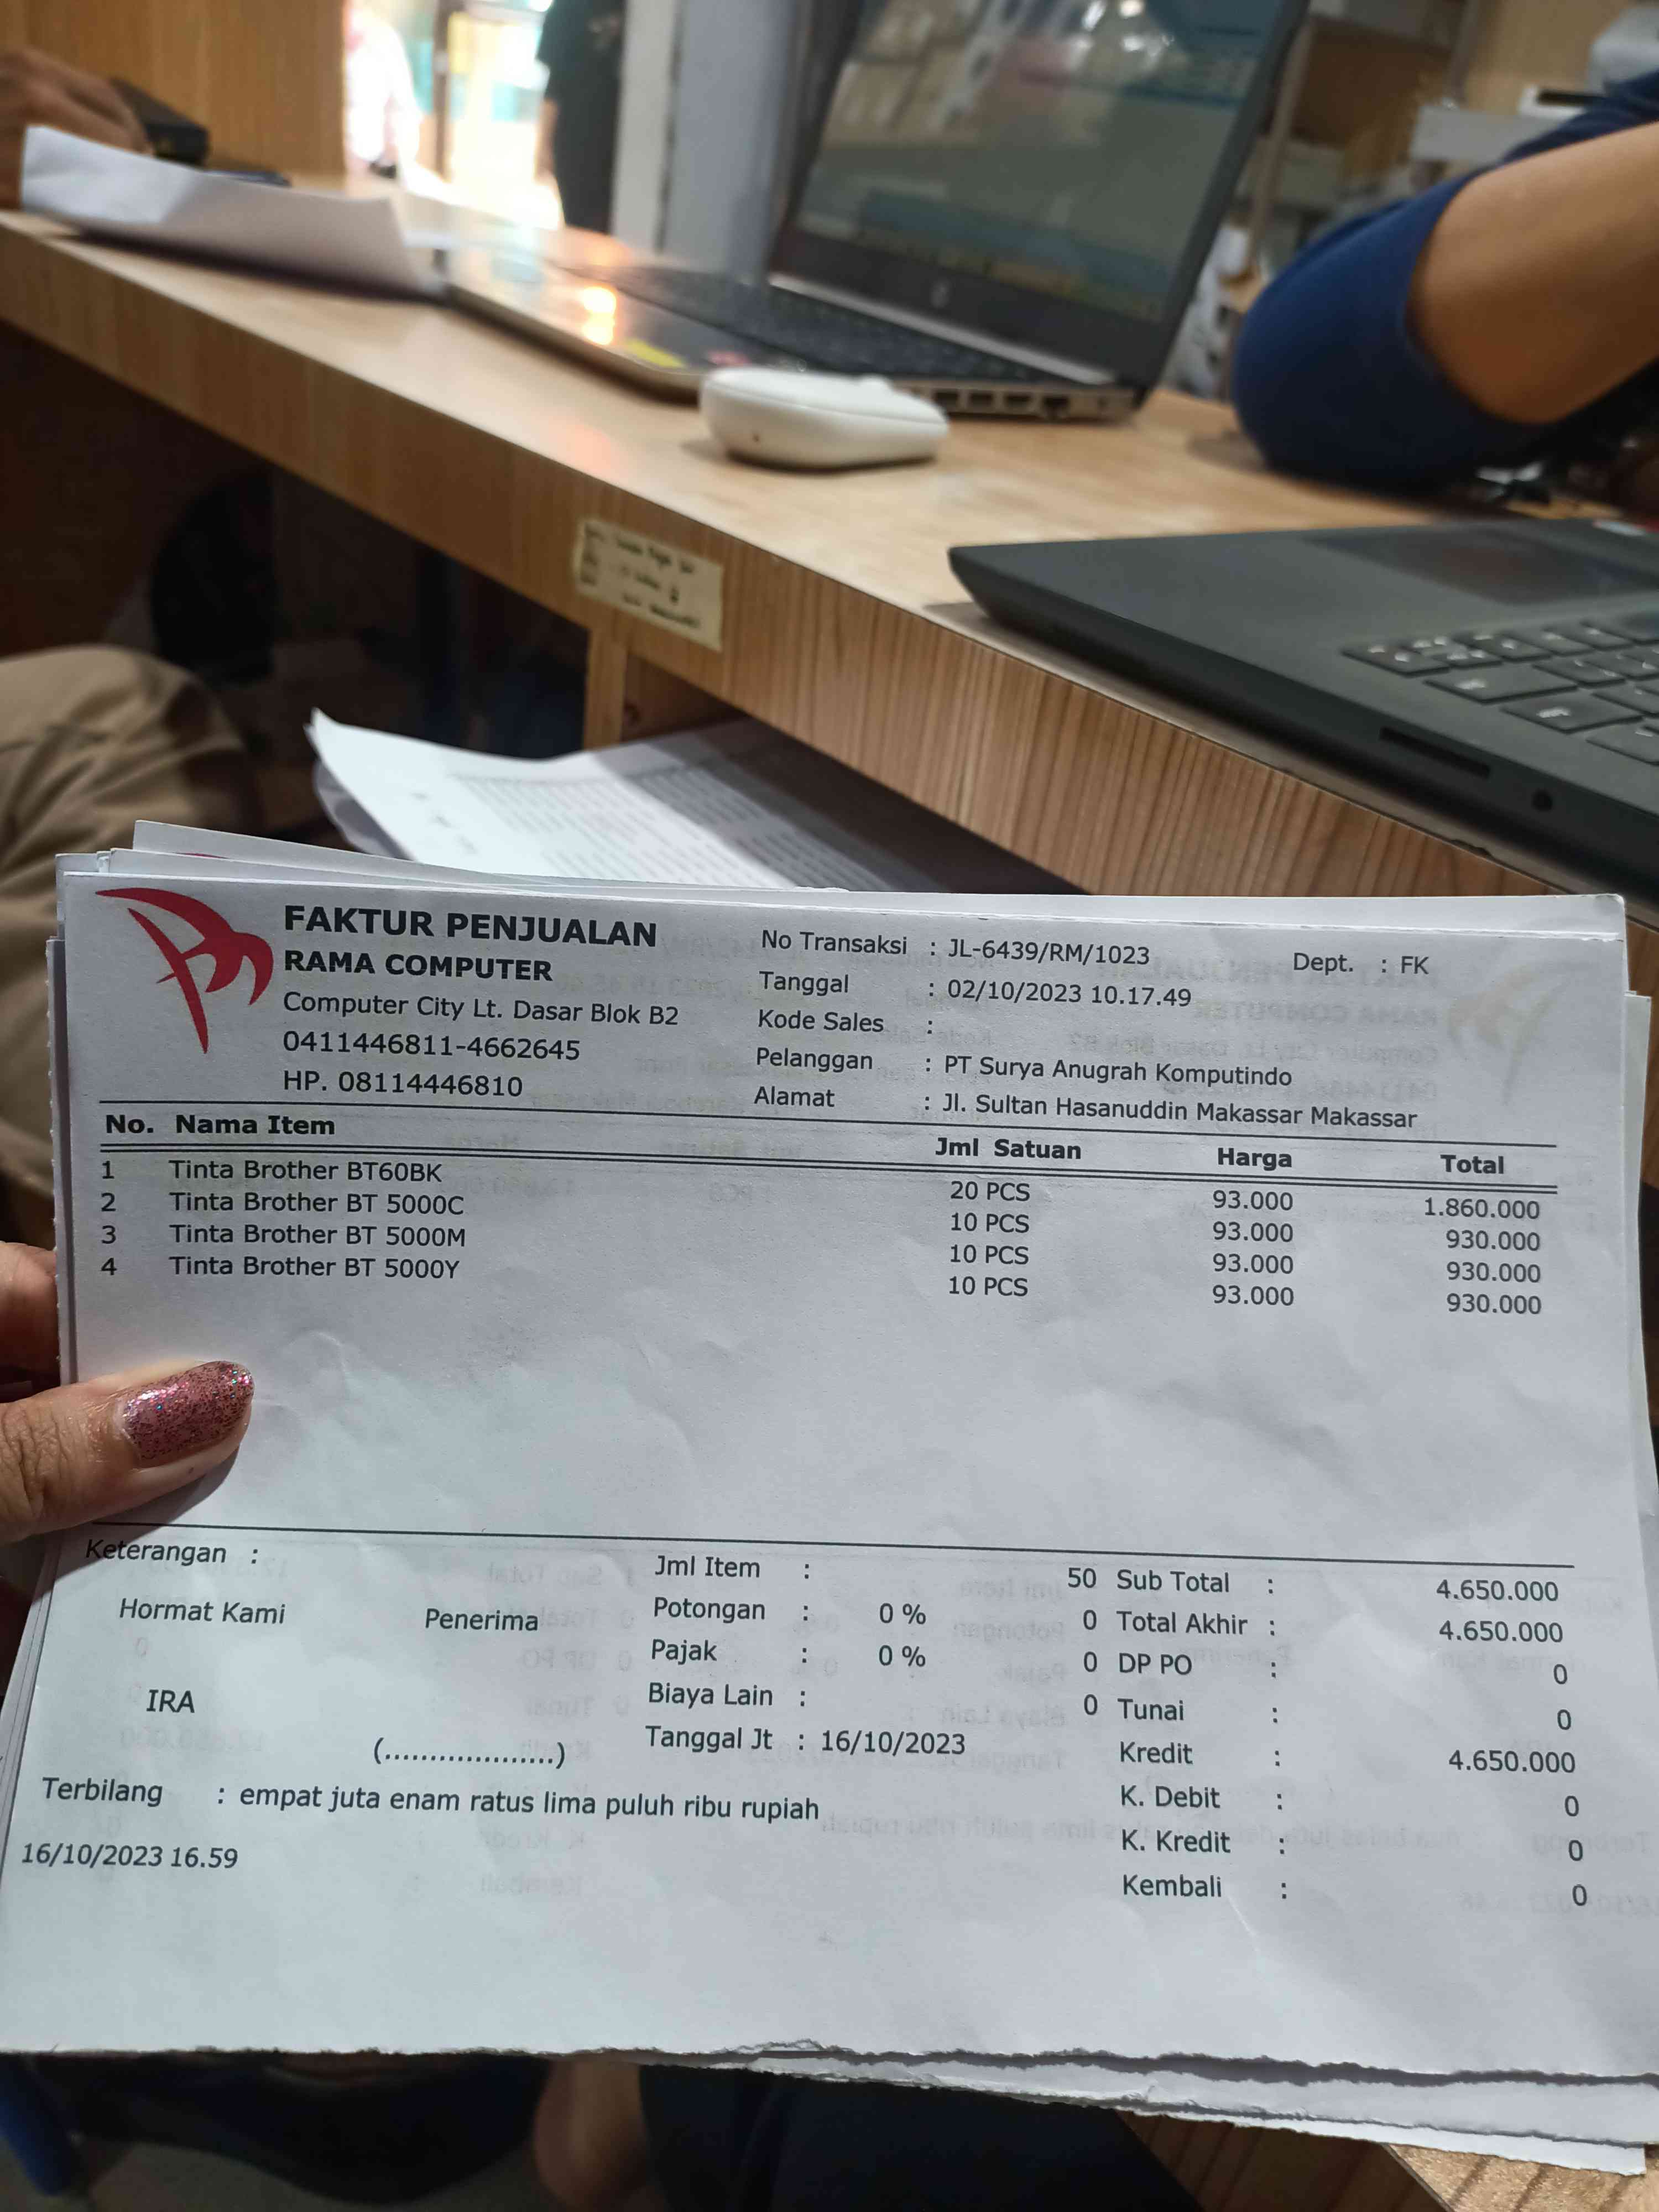 FAKTUR PENJUALAN
RAMA COMPUTER
Computer City Lt. Dasar Blok B2
0411446811-4662645
HP. 08114446810
No Transaksi : JL-6439/RM/1023 Dept. : FK
Tanggal : 02/10/2023 10.17.49
Kode Sales :
Pelanggan : PT Surya Anugrah Komputindo
Alamat : Jl. Sultan Hasanuddin Makassar Makassar
No. Nama Item Jml Satuan Harga Total
1 Tinta Brother BT60BK 20 PCS 93.000 1.860.000
2 Tinta Brother BT 5000C 10 PCS 93.000 930.000
3 Tinta Brother BT 5000M 10 PCS 93.000 930.000
4 Tinta Brother BT 5000Y 10 PCS 93.000 930.000
Keterangan :
Hormat Kami Penerima
IRA
(...................)
Jml Item : 50
Potongan : 0 % 0
Pajak : 0 % 0
Biaya Lain : 0
Tanggal Jt : 16/10/2023
Sub Total : 4.650.000
Total Akhir : 4.650.000
DP PO : 0
Tunai : 0
Kredit : 4.650.000
K. Debit : 0
K. Kredit : 0
Kembali : 0
Terbilang : empat juta enam ratus lima puluh ribu rupiah
16/10/2023 16.59